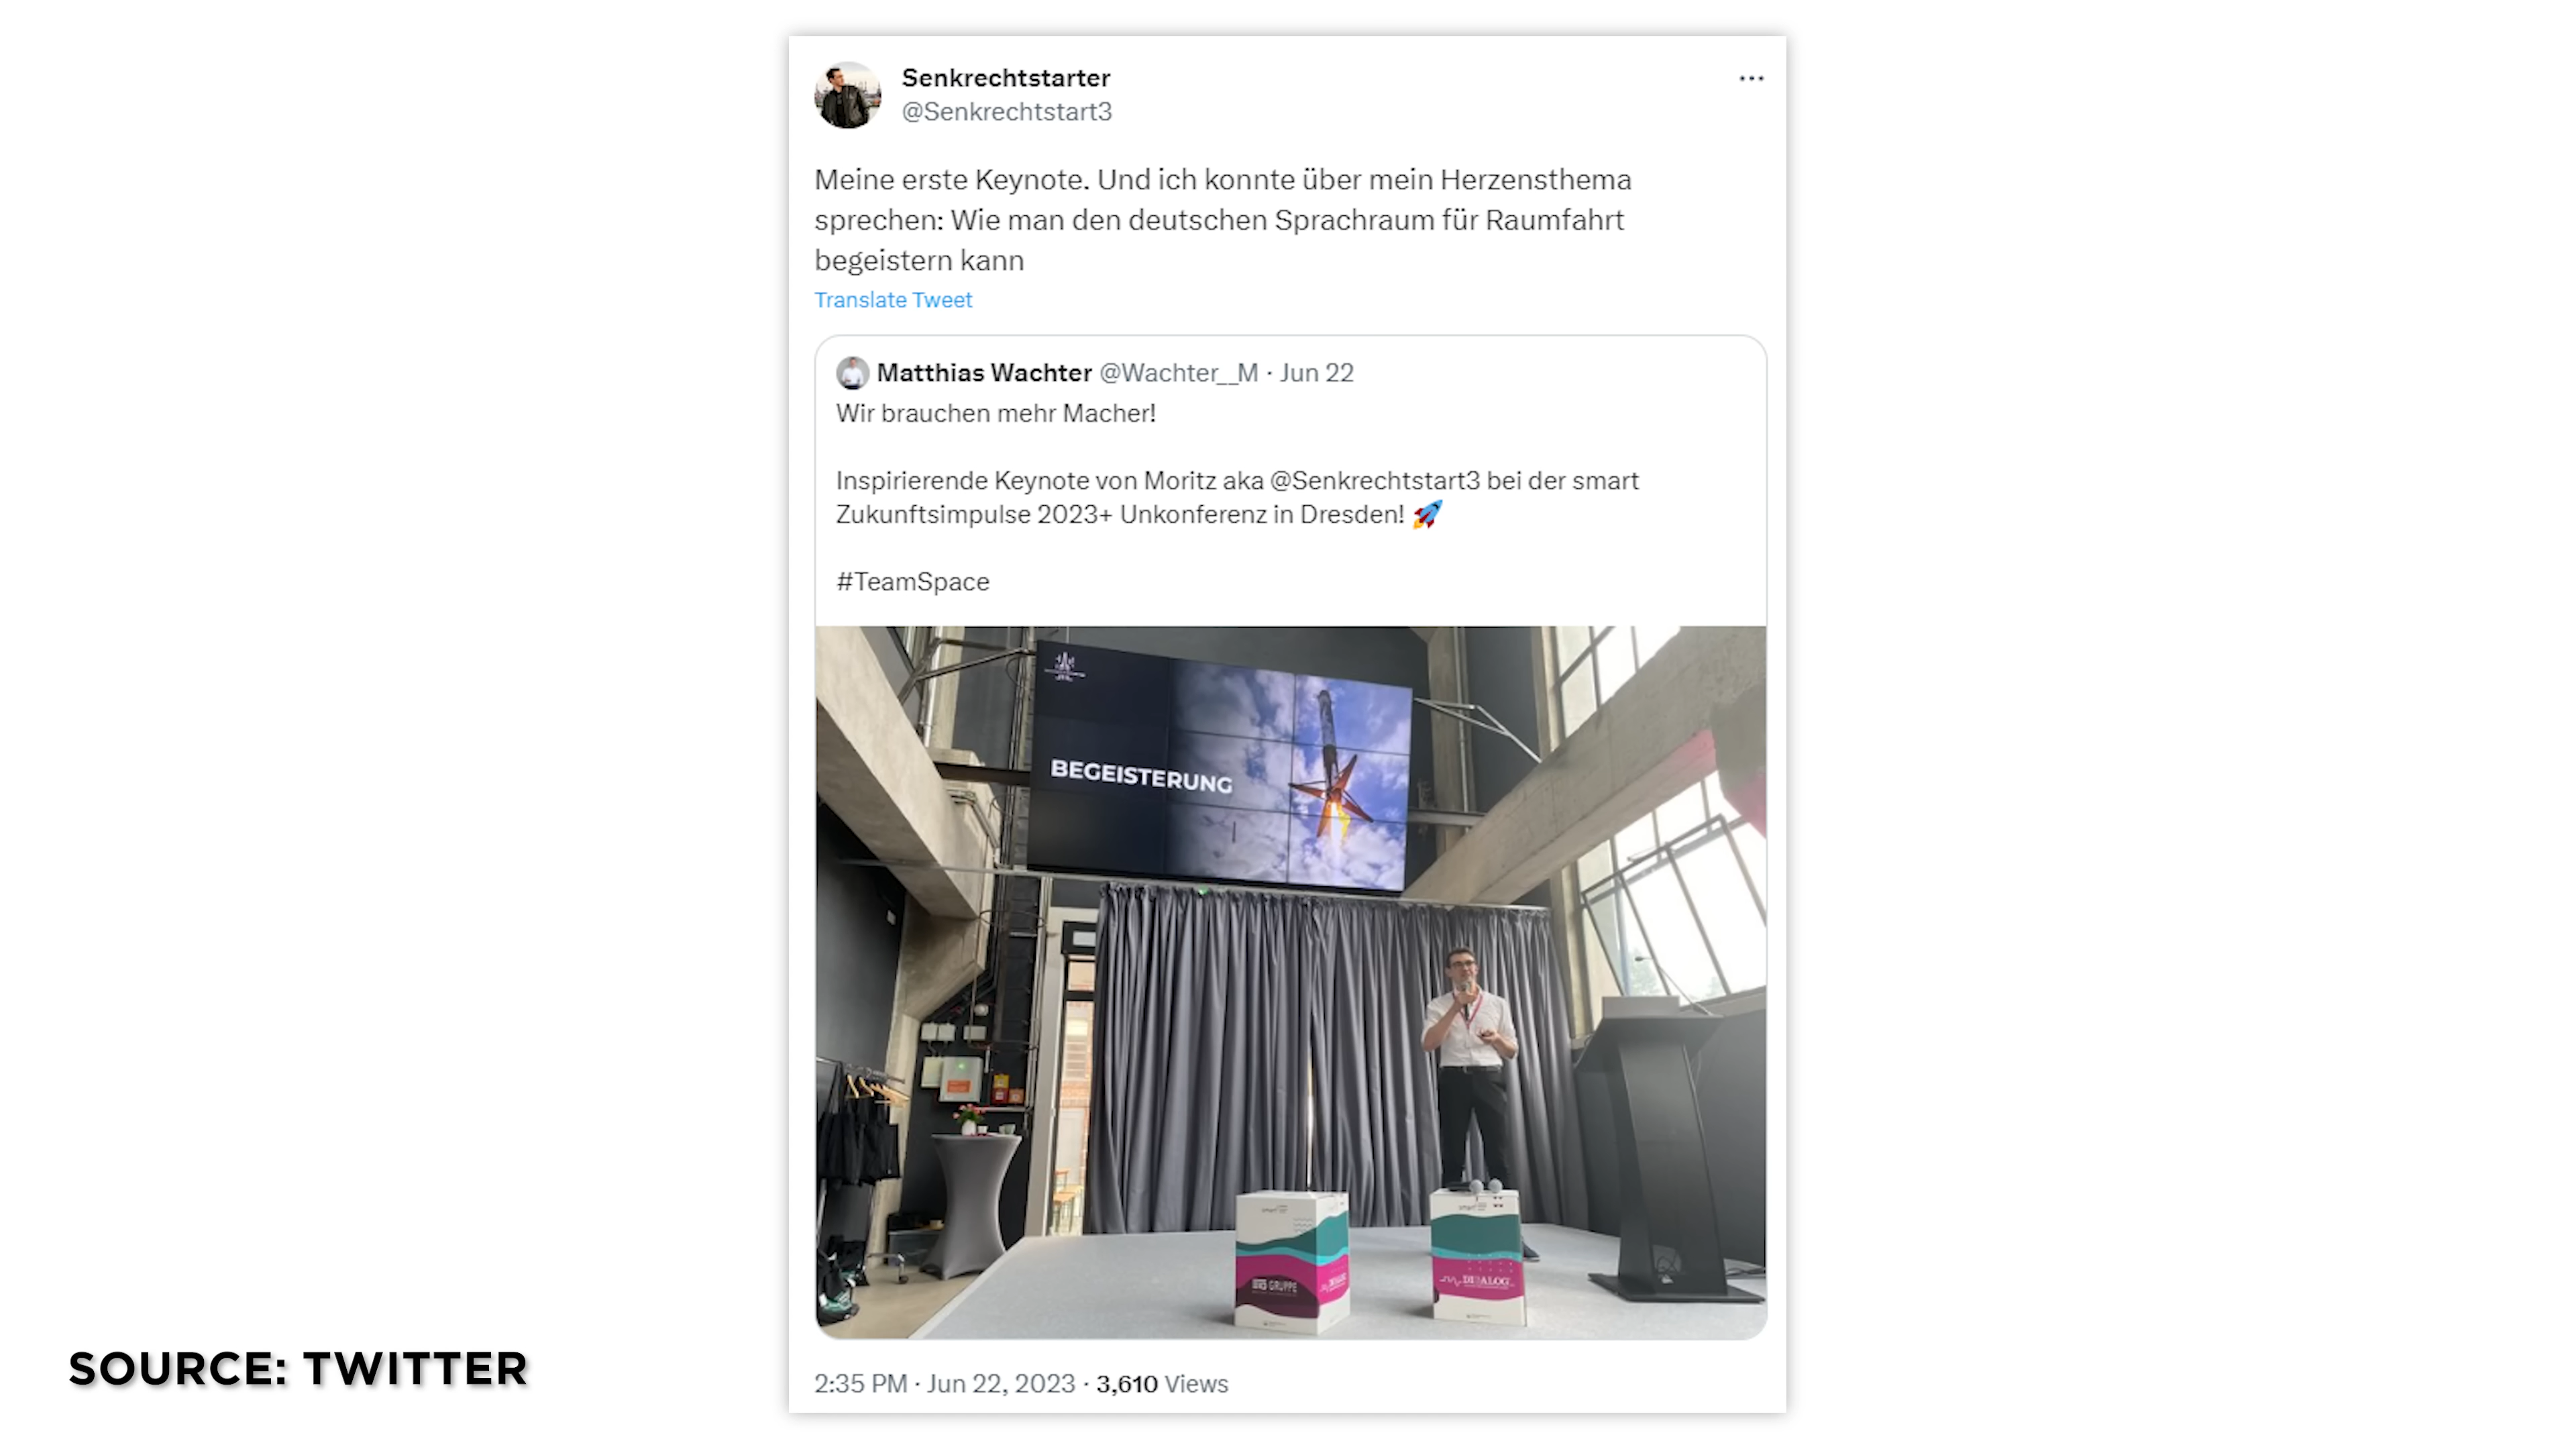 Senkrechtstarter
@Senkrechtstart3
Meine erste Keynote. Und ich konnte über mein Herzensthema
sprechen: Wie man den deutschen Sprachraum für Raumfahrt
begeistern kann
Translate Tweet
Matthias Wachter @Wachter__M · Jun 22
Wir brauchen mehr Macher!
Inspirierende Keynote von Moritz aka @Senkrechtstart3 bei der smart
Zukunftsimpulse 2023+ Unkonferenz in Dresden! 🚀
#TeamSpace
BEGEISTERUNG
GRUPPE
SOURCE: TWITTER
2:35 PM · Jun 22, 2023 · 3,610 Views